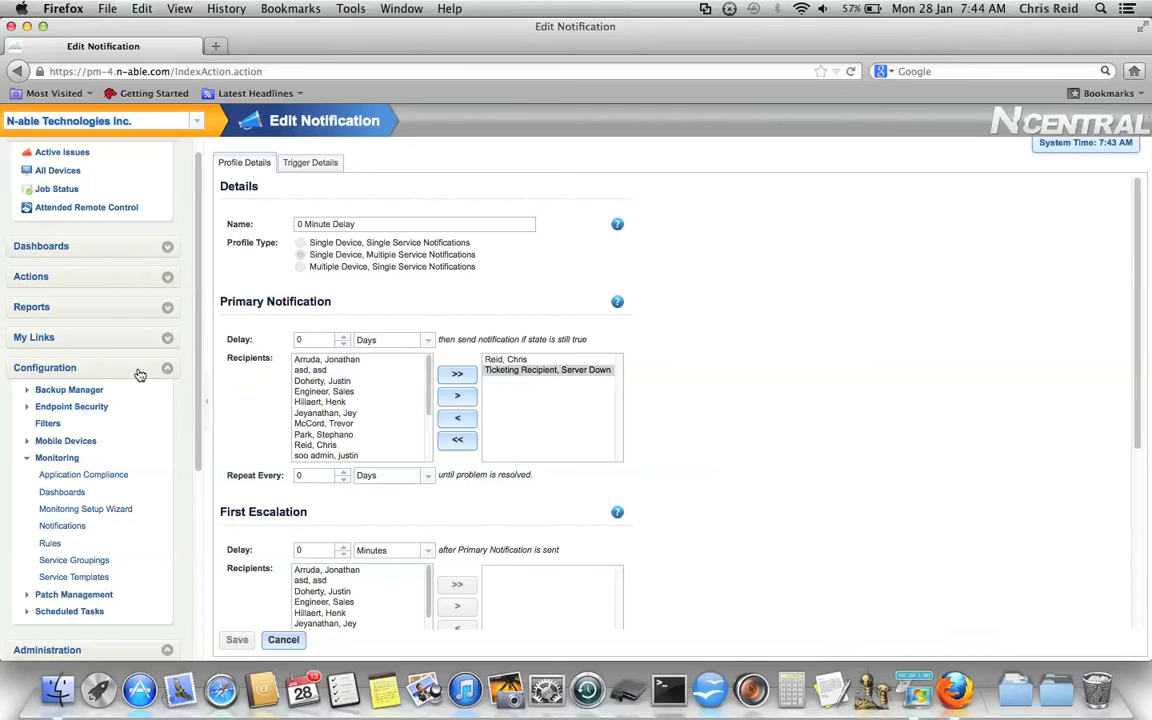 Firefox File Edit View History Bookmarks Tools Window Help 57% Mon 28 Jan 7:44 AM Chris Reid
Edit Notification
Edit Notification
https://pm-4.n-able.com/IndexAction.action Google
Most Visited Getting Started Latest Headlines Bookmarks
N-able Technologies Inc. Edit Notification NCENTRAL
System Time: 7:43 AM
Active Issues
All Devices
Job Status
Attended Remote Control
Dashboards
Actions
Reports
My Links
Configuration
Backup Manager
Endpoint Security
Filters
Mobile Devices
Monitoring
Application Compliance
Dashboards
Monitoring Setup Wizard
Notifications
Rules
Service Groupings
Service Templates
Patch Management
Scheduled Tasks
Administration
Profile Details Trigger Details
Details
Name: 0 Minute Delay
Profile Type: Single Device, Single Service Notifications
Single Device, Multiple Service Notifications
Multiple Device, Single Service Notifications
Primary Notification
Delay: 0 Days then send notification if state is still true
Recipients:
Arruda, Jonathan
asd, asd
Doherty, Justin
Engineer, Sales
Hillaert, Henk
Jeyanathan, Jey
McCord, Trevor
Park, Stephano
Reid, Chris
soo admin, justin
>>
>
<
<<
Reid, Chris
Ticketing Recipient, Server Down
Repeat Every: 0 Days until problem is resolved.
First Escalation
Delay: 0 Minutes after Primary Notification is sent
Recipients:
Arruda, Jonathan
asd, asd
Doherty, Justin
Engineer, Sales
Hillaert, Henk
Jeyanathan, Jey
>>
>
<
Save Cancel
28